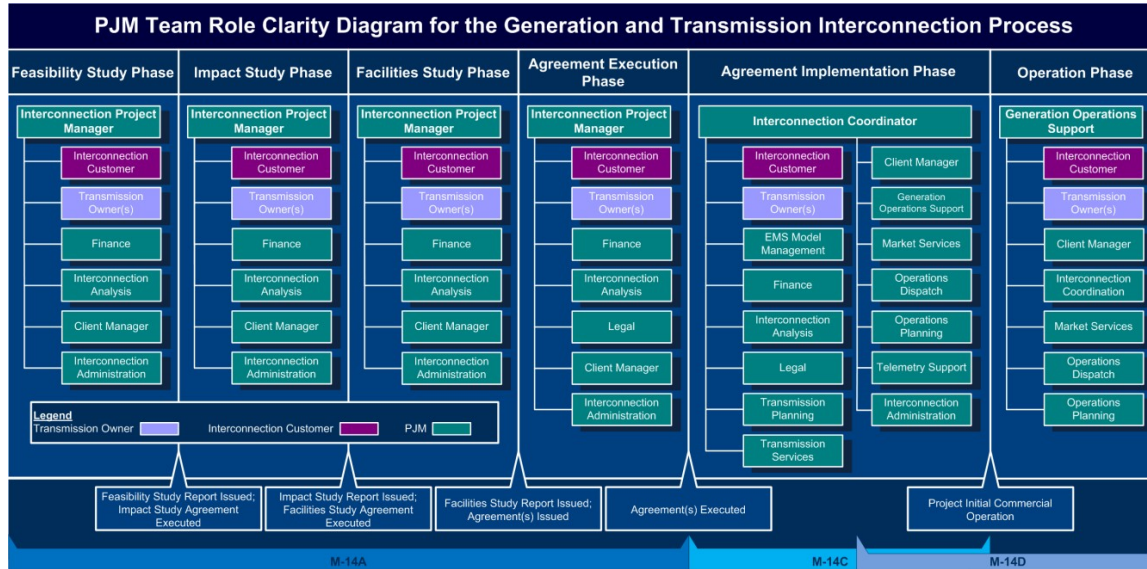 PJM Team Role Clarity Diagram for the Generation and Transmission Interconnection Process
Feasibility Study Phase
Interconnection Project
Manager
Interconnection
Customer
Transmission
Owner(s)
Finance
Interconnection
Analysis
Client Manager
Interconnection
Administration
Impact Study Phase
Interconnection Project
Manager
Interconnection
Customer
Transmission
Owner(s)
Finance
Interconnection
Analysis
Client Manager
Interconnection
Administration
Facilities Study Phase
Interconnection Project
Manager
Interconnection
Customer
Transmission
Owner(s)
Finance
Interconnection
Analysis
Client Manager
Interconnection
Administration
Agreement Execution
Phase
Interconnection Project
Manager
Interconnection
Customer
Transmission
Owner(s)
Finance
Interconnection
Analysis
Legal
Client Manager
Interconnection
Administration
Agreement Implementation Phase
Interconnection Coordinator
Interconnection
Customer
Transmission
Owner(s)
EMS Model
Management
Finance
Interconnection
Analysis
Legal
Transmission
Planning
Transmission
Services
Client Manager
Generation
Operations Support
Market Services
Operations
Dispatch
Operations
Planning
Telemetry Support
Interconnection
Administration
Operation Phase
Generation Operations
Support
Interconnection
Customer
Transmission
Owner(s)
Client Manager
Interconnection
Coordination
Market Services
Operations
Dispatch
Operations
Planning
Legend
Transmission Owner
Interconnection Customer
PJM
Feasibility Study Report Issued;
Impact Study Agreement
Executed
Impact Study Report Issued;
Facilities Study Agreement
Executed
Facilities Study Report Issued;
Agreement(s) Issued
Agreement(s) Executed
Project Initial Commercial
Operation
M-14A
M-14C
M-14D